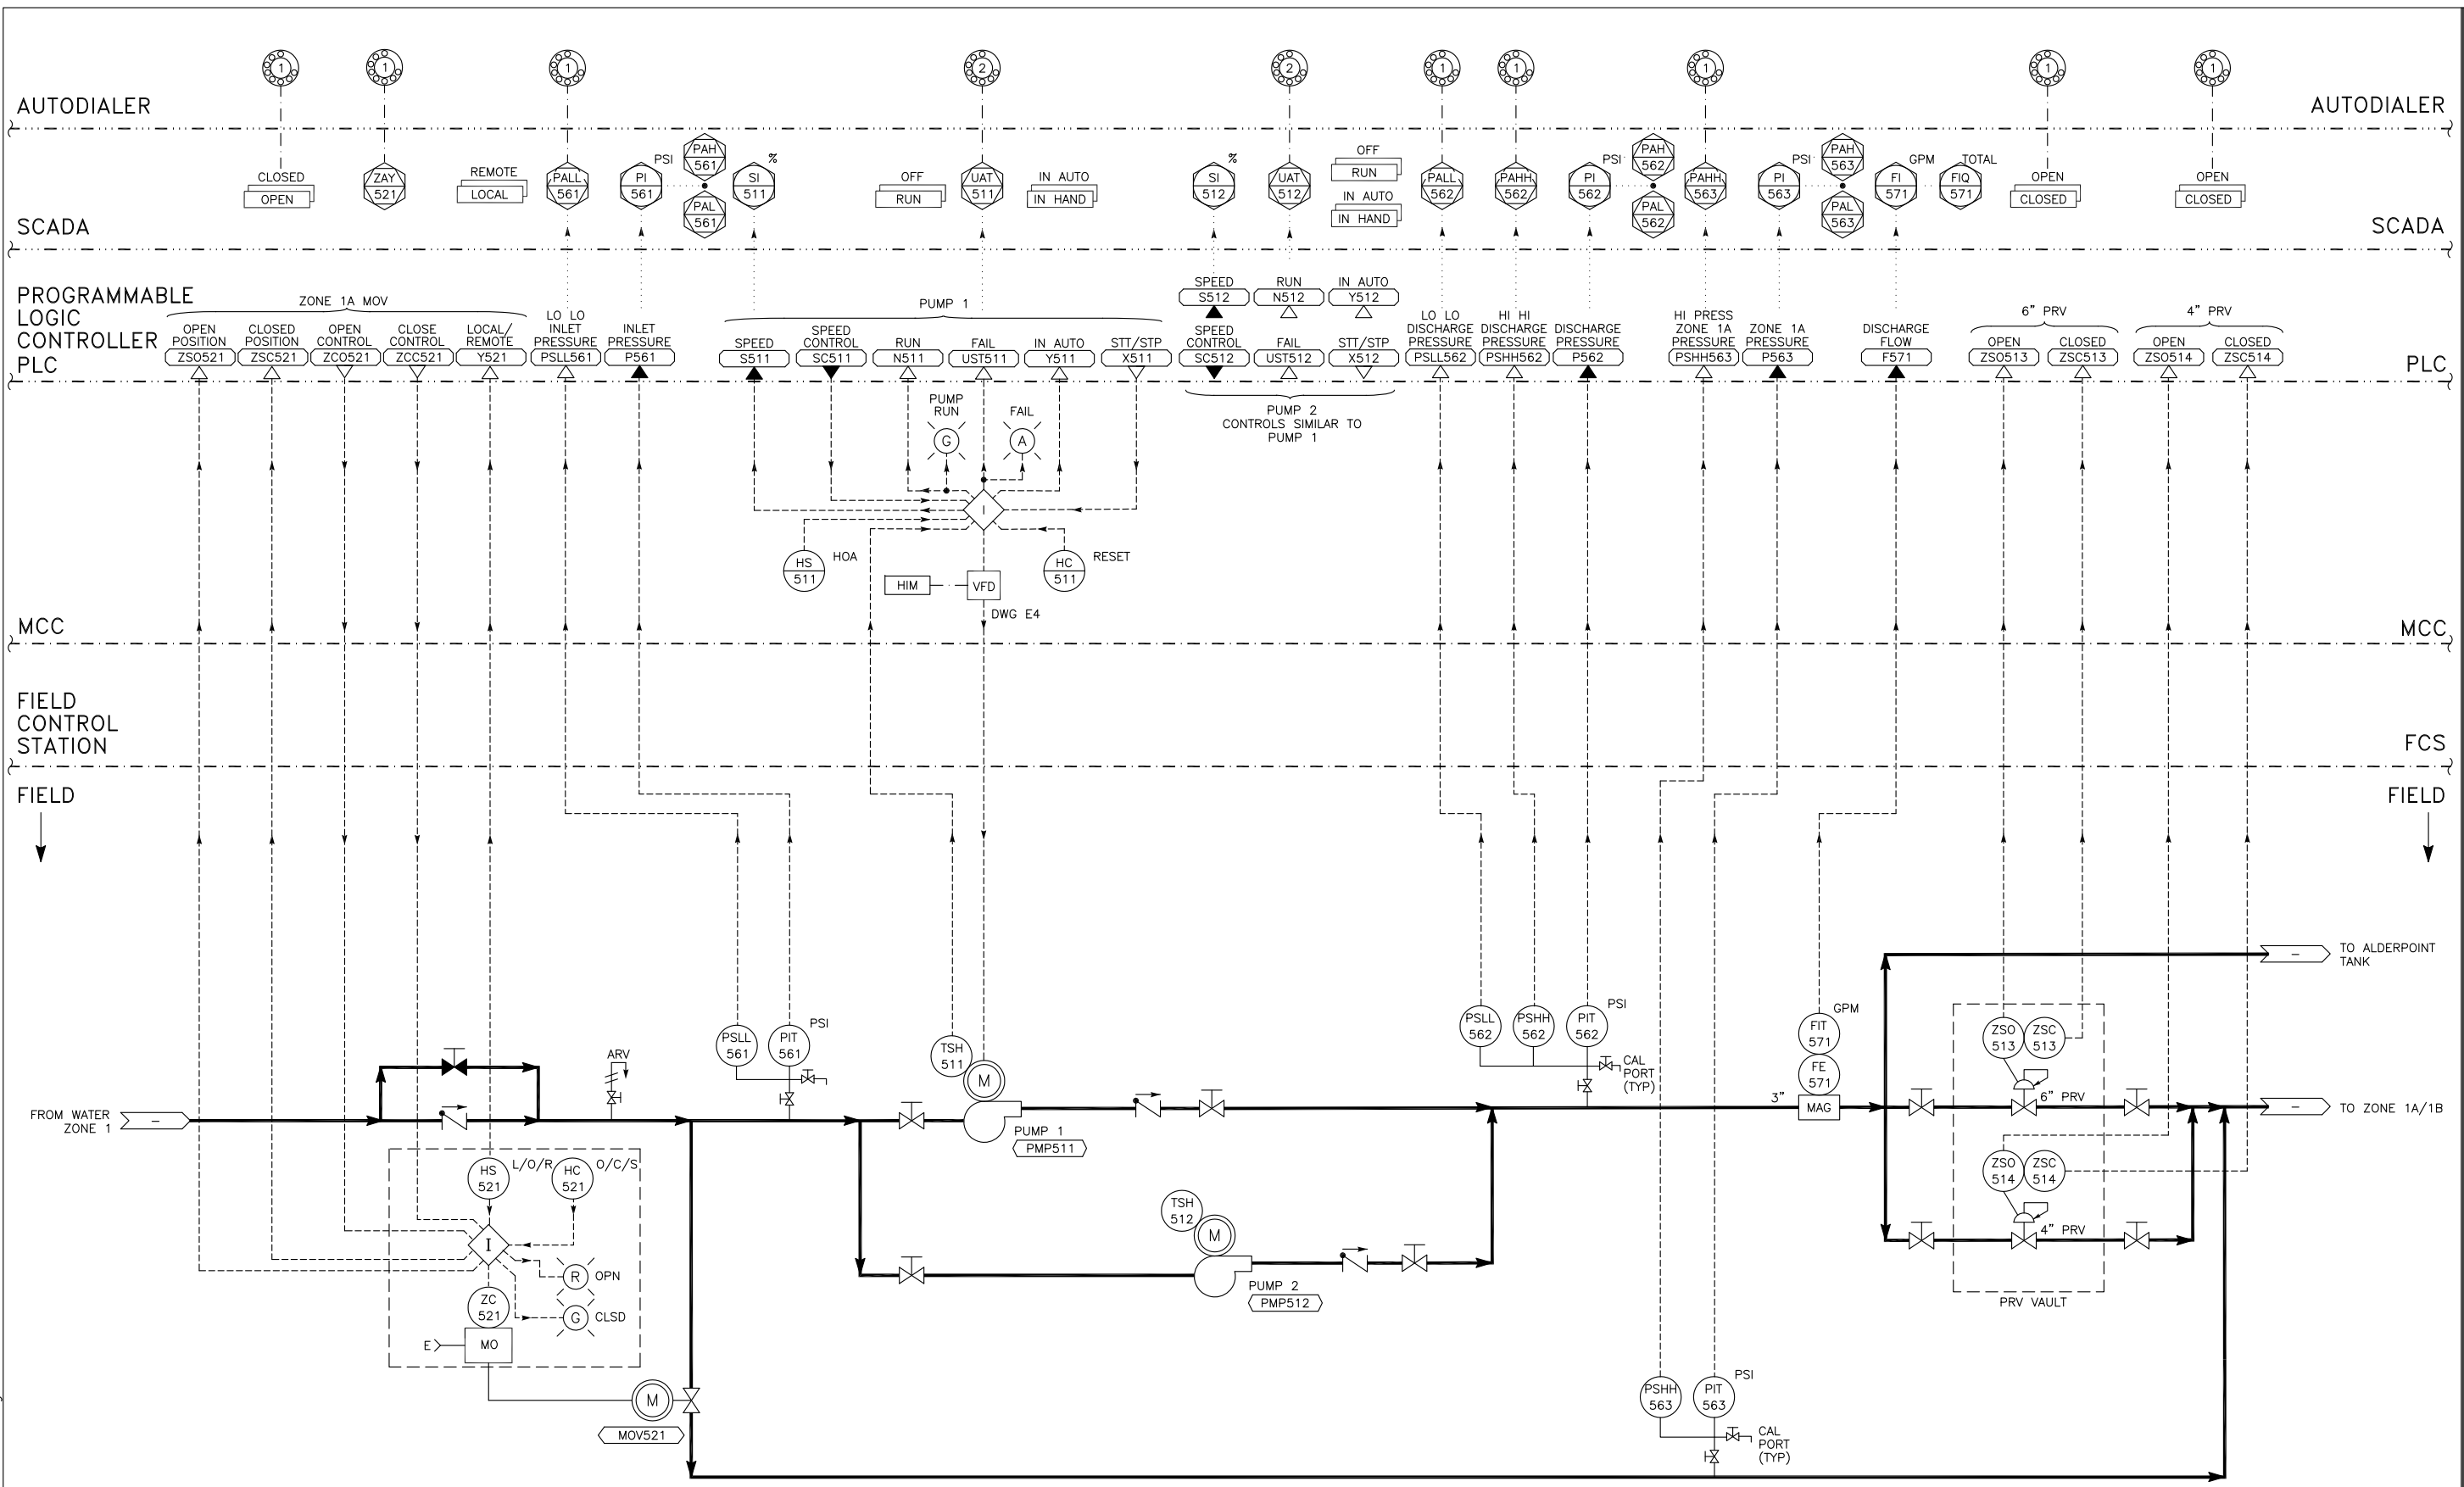 1
1
1
2
2
1
1
1
1
1
AUTODIALER
AUTODIALER
CLOSED
OPEN
ZAY
521
REMOTE
LOCAL
PALL
561
PSI
PI
561
PAH
561
PAL
561
%
SI
511
OFF
RUN
UAT
511
IN AUTO
IN HAND
%
SI
512
UAT
512
OFF
RUN
IN AUTO
IN HAND
PALL
562
PAHH
562
PSI
PI
562
PAH
562
PAL
562
PAHH
563
PSI
PI
563
PAH
563
PAL
563
GPM
FI
571
TOTAL
FIQ
571
OPEN
CLOSED
OPEN
CLOSED
SCADA
SCADA
PROGRAMMABLE
LOGIC
CONTROLLER
PLC
PLC
ZONE 1A MOV
OPEN
POSITION
ZSO521
CLOSED
POSITION
ZSC521
OPEN
CONTROL
ZCO521
CLOSE
CONTROL
ZCC521
LOCAL/
REMOTE
Y521
LO LO
INLET
PRESSURE
PSLL561
INLET
PRESSURE
P561
PUMP 1
SPEED
S511
SPEED
CONTROL
SC511
RUN
N511
FAIL
UST511
IN AUTO
Y511
STT/STP
X511
SPEED
S512
RUN
N512
IN AUTO
Y512
SPEED
CONTROL
SC512
FAIL
UST512
STT/STP
X512
PUMP 2
CONTROLS SIMILAR TO
PUMP 1
LO LO
DISCHARGE
PRESSURE
PSLL562
HI HI
DISCHARGE
PRESSURE
PSHH562
DISCHARGE
PRESSURE
P562
HI PRESS
ZONE 1A
PRESSURE
PSHH563
ZONE 1A
PRESSURE
P563
DISCHARGE
FLOW
F571
6" PRV
OPEN
ZSO513
CLOSED
ZSC513
4" PRV
OPEN
ZSO514
CLOSED
ZSC514
PUMP
RUN
G
FAIL
A
I
HS
511
HOA
HC
511
RESET
HIM
VFD
DWG E4
MCC
MCC
FIELD
CONTROL
STATION
FCS
FIELD
FIELD
TO ALDERPOINT
TANK
–
FROM WATER
ZONE 1
–
ARV
PSLL
561
PIT
561
PSI
TSH
511
M
PUMP 1
PMP511
PSLL
562
PSHH
562
PIT
562
PSI
CAL
PORT
(TYP)
GPM
FIT
571
FE
571
3"
MAG
ZSO
513
ZSC
513
6" PRV
–
TO ZONE 1A/1B
ZSO
514
ZSC
514
4" PRV
PRV VAULT
HS
521
L/O/R
HC
521
O/C/S
I
R
OPN
G
CLSD
ZC
521
E
MO
M
MOV521
TSH
512
M
PUMP 2
PMP512
PSHH
563
PIT
563
PSI
CAL
PORT
(TYP)